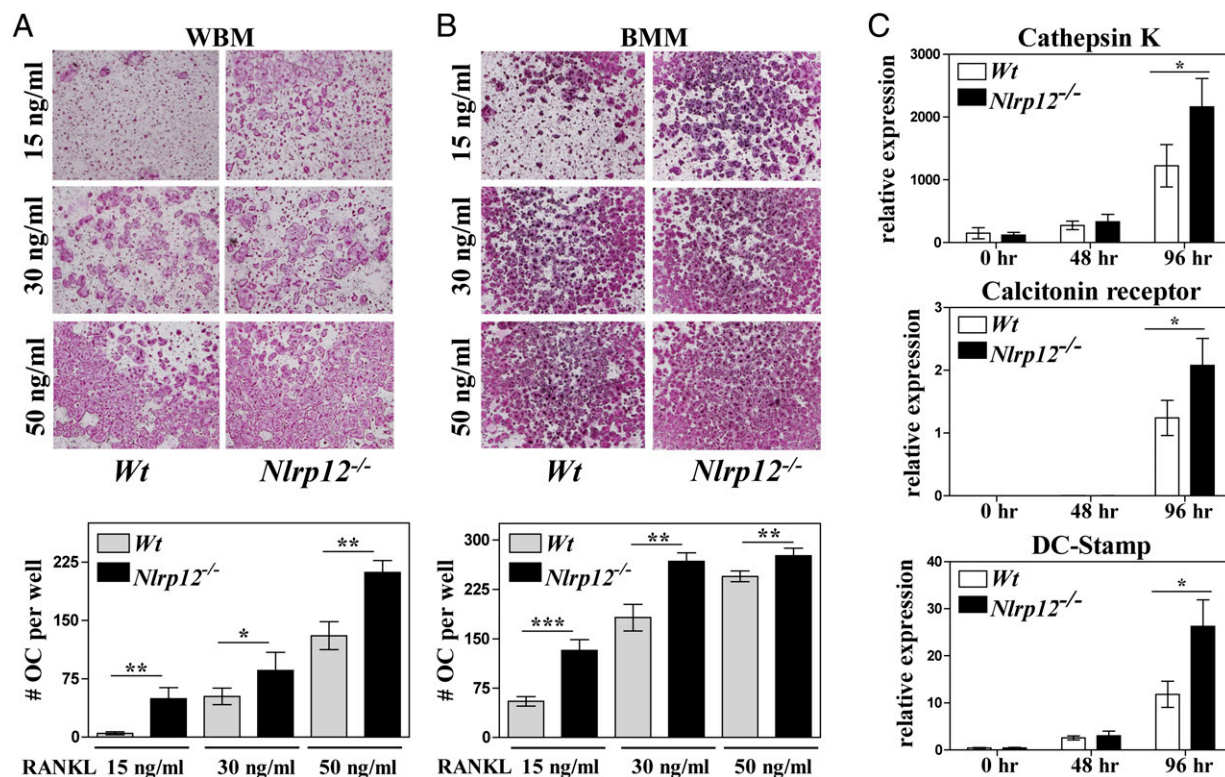 A
WBM
15 ng/ml
30 ng/ml
50 ng/ml
Wt Nlrp12-/-
# OC per well
225
150
75
0
Wt
Nlrp12-/-
**
*
**
RANKL 15 ng/ml 30 ng/ml 50 ng/ml
B
BMM
15 ng/ml
30 ng/ml
50 ng/ml
Wt Nlrp12-/-
# OC per well
300
225
150
75
0
Wt
Nlrp12-/-
***
**
**
RANKL 15 ng/ml 30 ng/ml 50 ng/ml
C
Cathepsin K
relative expression
3000
2000
1000
0
Wt
Nlrp12-/-
*
0 hr 48 hr 96 hr
Calcitonin receptor
relative expression
3
2
1
0
Wt
Nlrp12-/-
*
0 hr 48 hr 96 hr
DC-Stamp
relative expression
40
30
20
10
0
Wt
Nlrp12-/-
*
0 hr 48 hr 96 hr